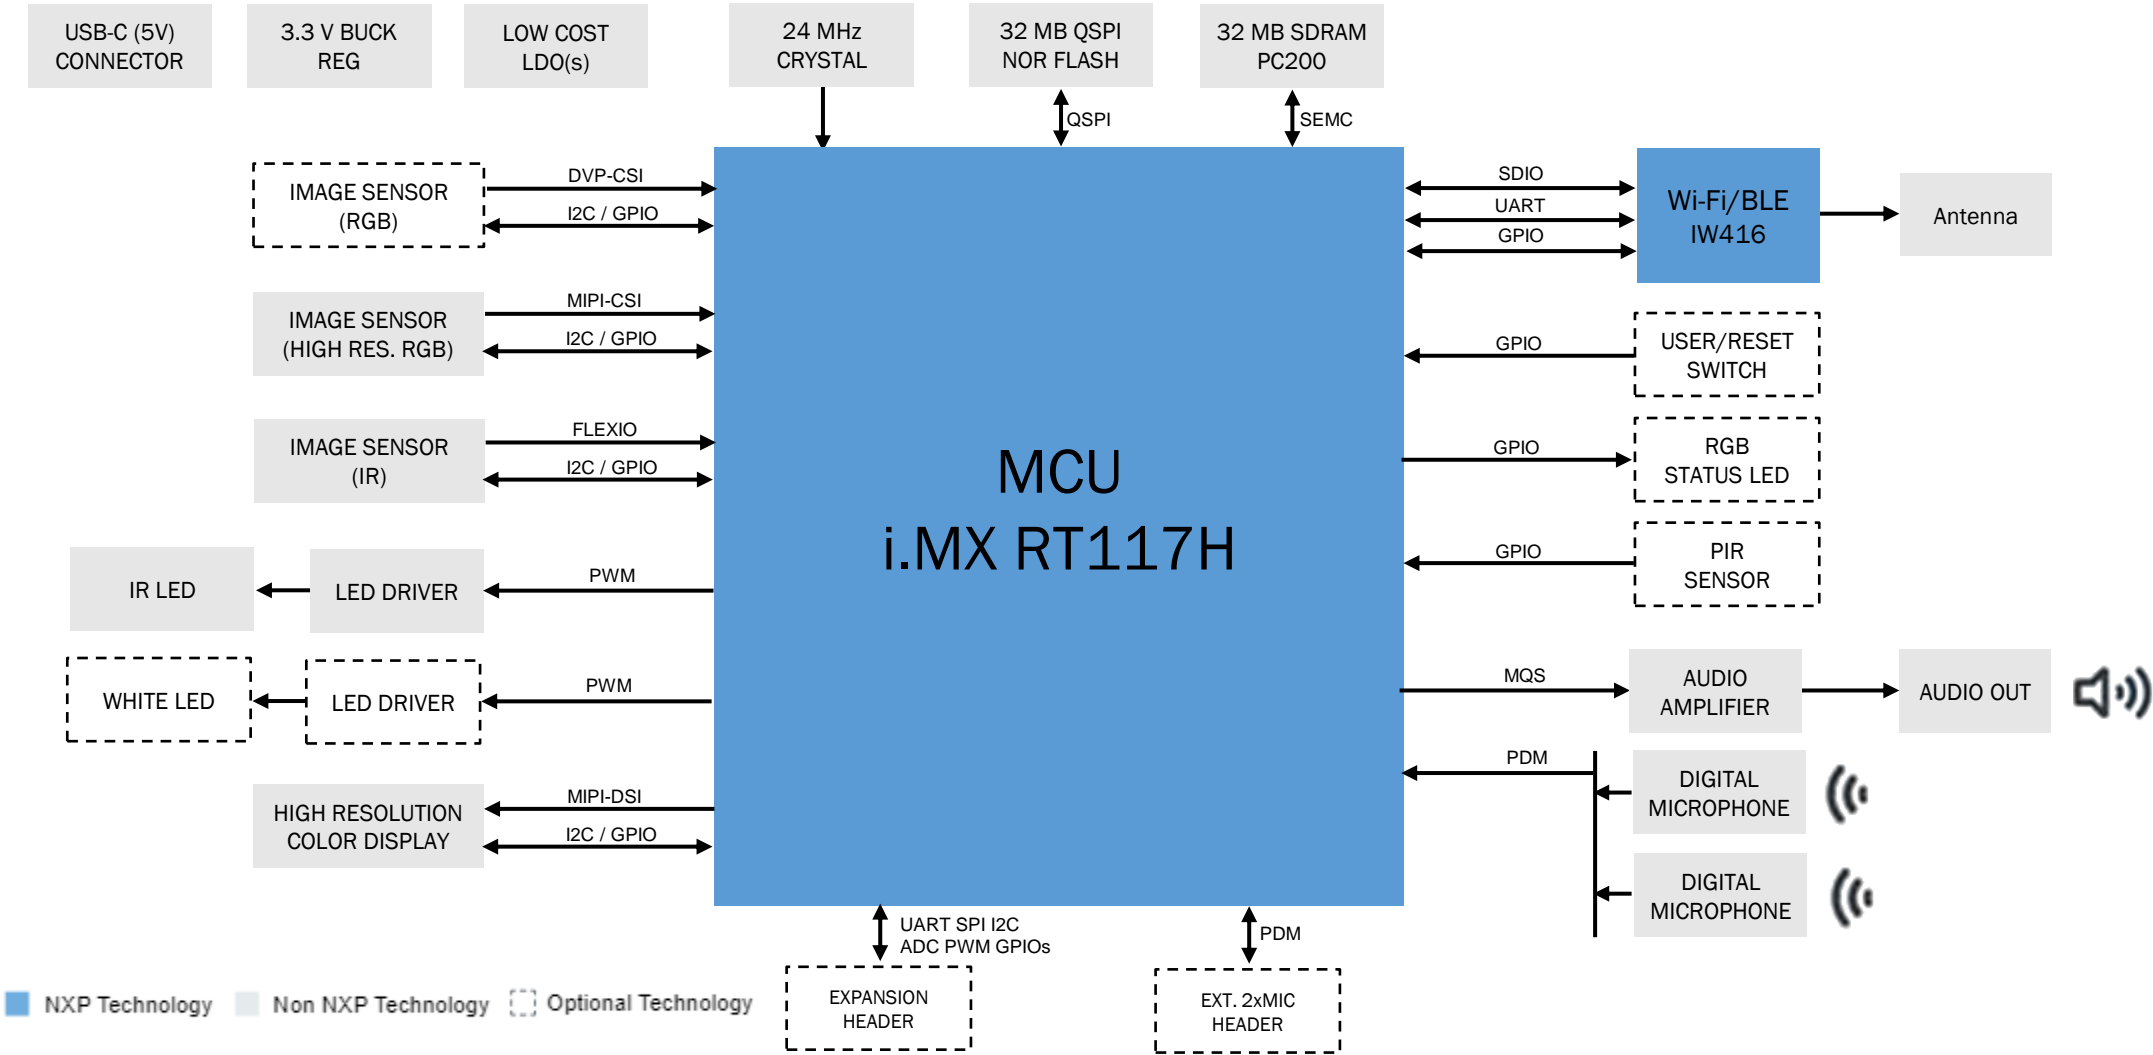 USB-C (5V)
CONNECTOR
3.3 V BUCK
REG
LOW COST
LDO(s)
24 MHz
CRYSTAL
32 MB QSPI
NOR FLASH
32 MB SDRAM
PC200
QSPI
SEMC
IMAGE SENSOR
(RGB)
DVP-CSI
I2C / GPIO
IMAGE SENSOR
(HIGH RES. RGB)
MIPI-CSI
I2C / GPIO
IMAGE SENSOR
(IR)
FLEXIO
I2C / GPIO
IR LED
LED DRIVER
PWM
WHITE LED
LED DRIVER
PWM
HIGH RESOLUTION
COLOR DISPLAY
MIPI-DSI
I2C / GPIO
MCU
i.MX RT117H
SDIO
UART
GPIO
Wi-Fi/BLE
IW416
Antenna
GPIO
USER/RESET
SWITCH
GPIO
RGB
STATUS LED
GPIO
PIR
SENSOR
MQS
AUDIO
AMPLIFIER
AUDIO OUT
PDM
DIGITAL
MICROPHONE
DIGITAL
MICROPHONE
UART SPI I2C
ADC PWM GPIOs
PDM
EXPANSION
HEADER
EXT. 2xMIC
HEADER
NXP Technology
Non NXP Technology
Optional Technology